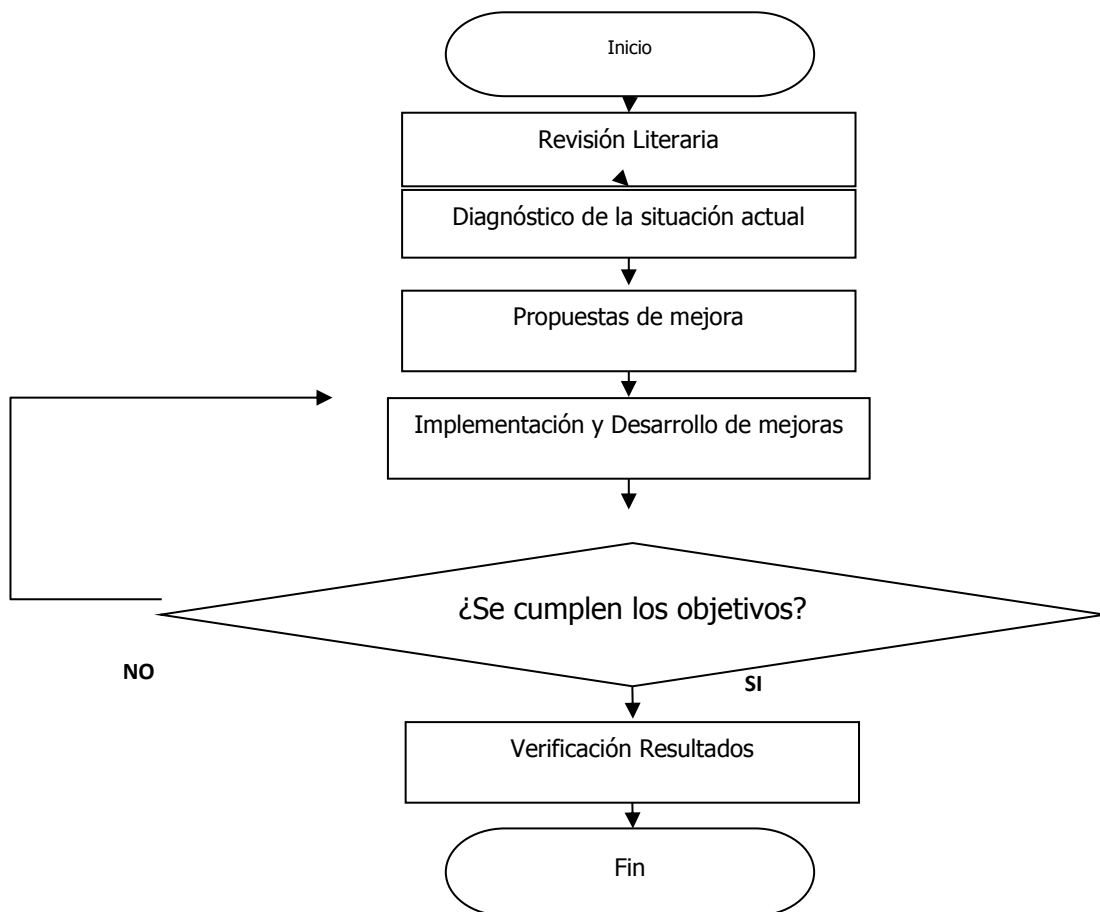 Inicio
Revisión Literaria
Diagnóstico de la situación actual
Propuestas de mejora
Implementación y Desarrollo de mejoras
¿Se cumplen los objetivos?
NO
SI
Verificación Resultados
Fin